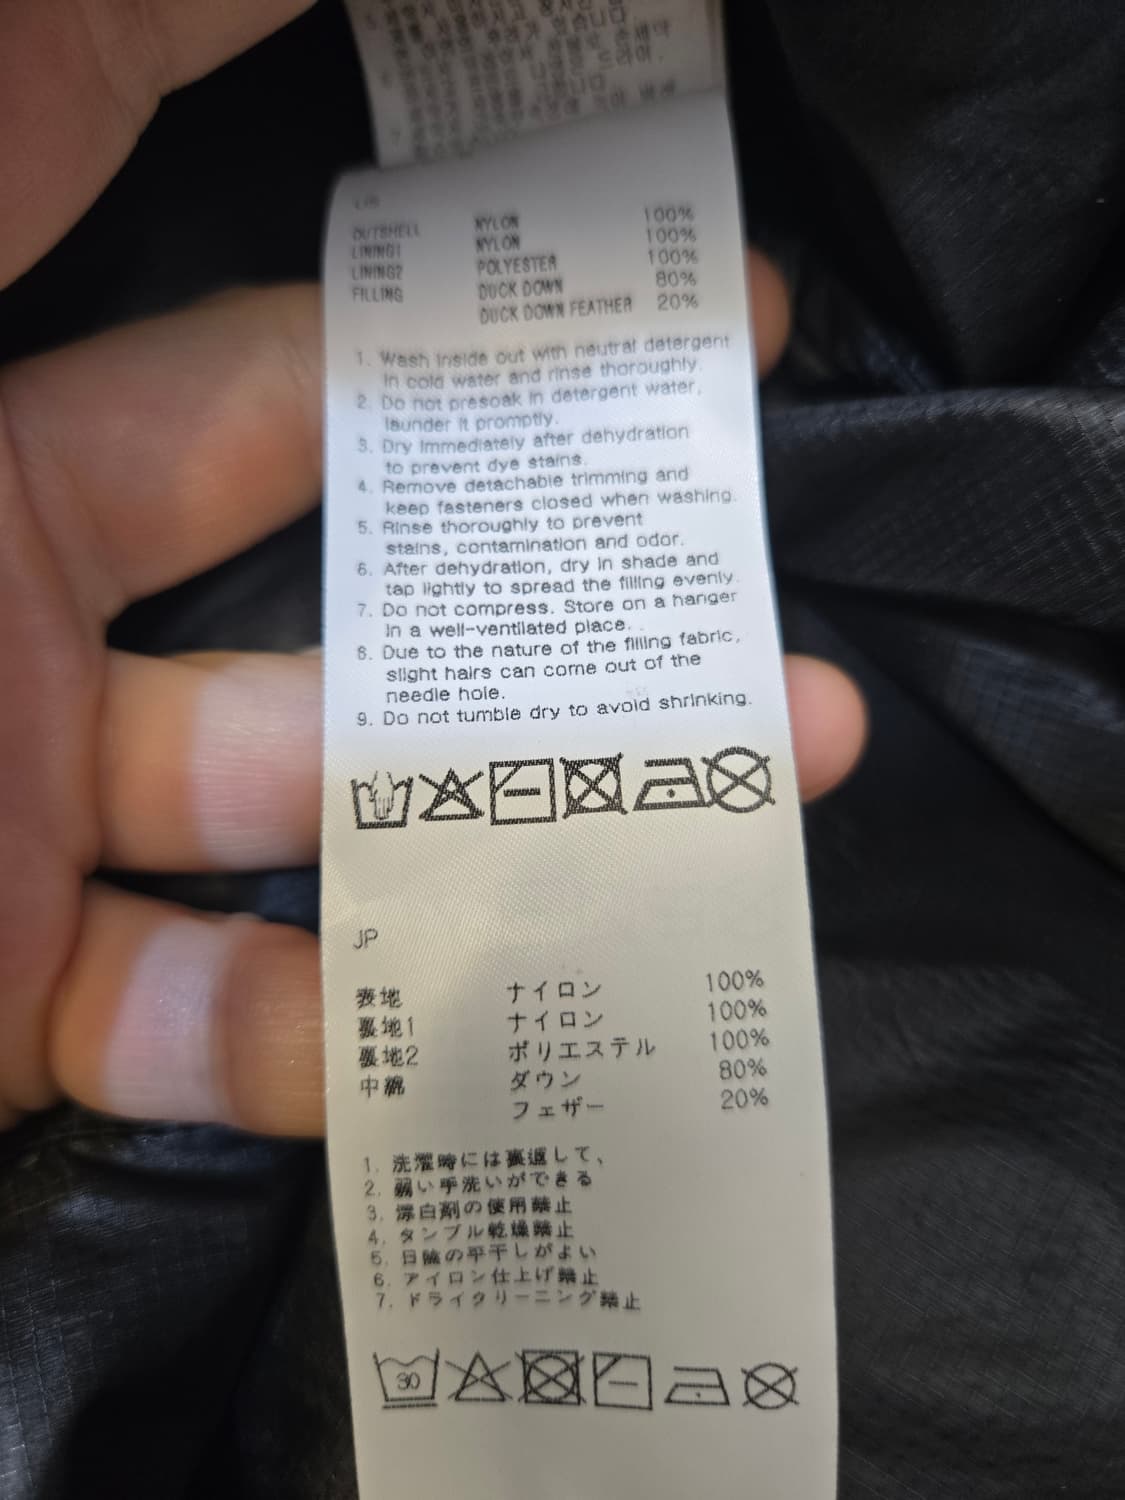 OUTSHELL NYLON 100%
LINING1 NYLON 100%
LINING2 POLYESTER 100%
FILLING DUCK DOWN 80%
DUCK DOWN FEATHER 20%
1. Wash inside out with neutral detergent
in cold water and rinse thoroughly.
2. Do not presoak in detergent water,
launder it promptly.
3. Dry immediately after dehydration
to prevent dye stains.
4. Remove detachable trimming and
keep fasteners closed when washing.
5. Rinse thoroughly to prevent
stains, contamination and odor.
6. After dehydration, dry in shade and
tap lightly to spread the filling evenly.
7. Do not compress. Store on a hanger
in a well-ventilated place.
8. Due to the nature of the filling fabric,
slight hairs can come out of the
needle hole.
9. Do not tumble dry to avoid shrinking.
JP
表地 ナイロン 100%
裏地1 ナイロン 100%
裏地2 ポリエステル 100%
中綿 ダウン 80%
フェザー 20%
1. 洗濯時には裏返して、
2. 弱い手洗いができる
3. 漂白剤の使用禁止
4. タンブル乾燥禁止
5. 日陰の平干しがよい
6. アイロン仕上げ禁止
7. ドライクリーニング禁止
30